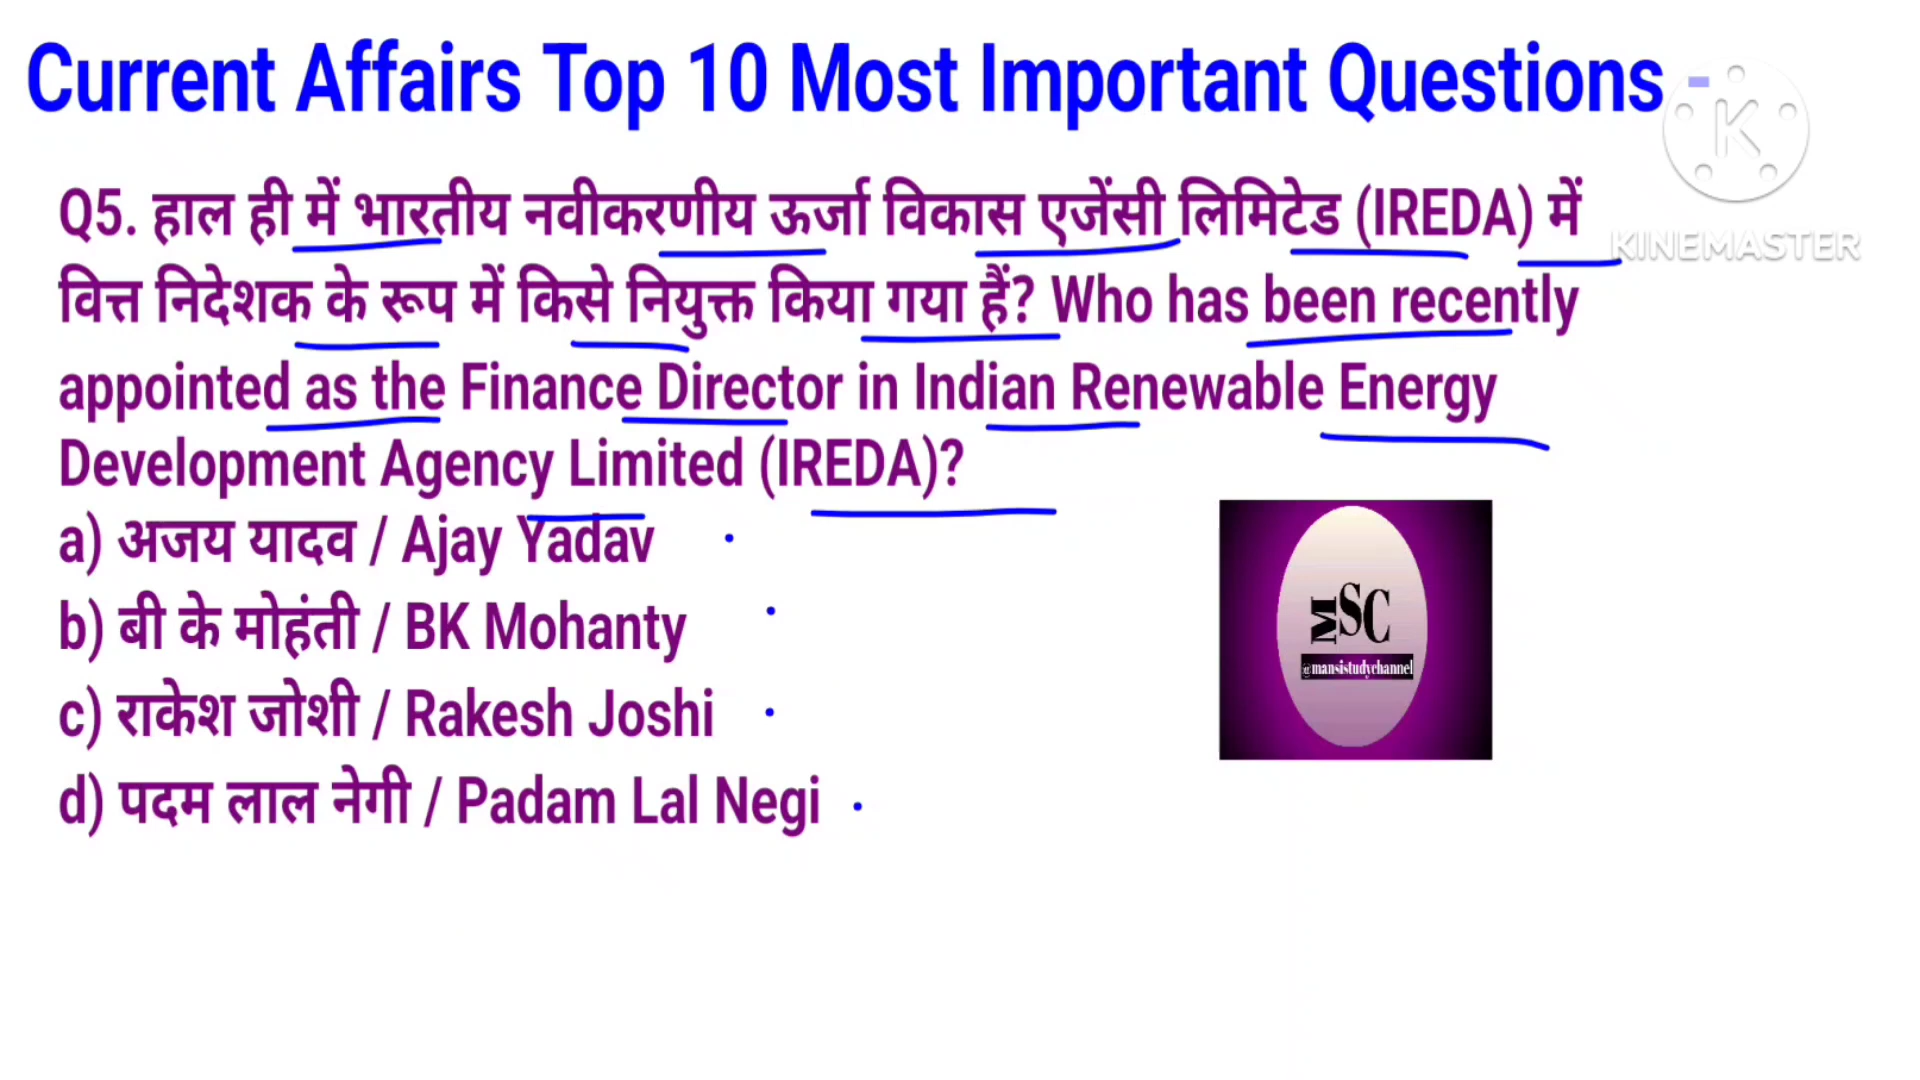 Current Affairs Top 10 Most Important Questions -
K
KINEMASTER
Q5. हाल ही में भारतीय नवीकरणीय ऊर्जा विकास एजेंसी लिमिटेड (IREDA) में
वित्त निदेशक के रूप में किसे नियुक्त किया गया हैं? Who has been recently
appointed as the Finance Director in Indian Renewable Energy
Development Agency Limited (IREDA)?
a) अजय यादव / Ajay Yadav
b) बी के मोहंती / BK Mohanty
c) राकेश जोशी / Rakesh Joshi
d) पदम लाल नेगी / Padam Lal Negi
MSC
@mansistudychannel